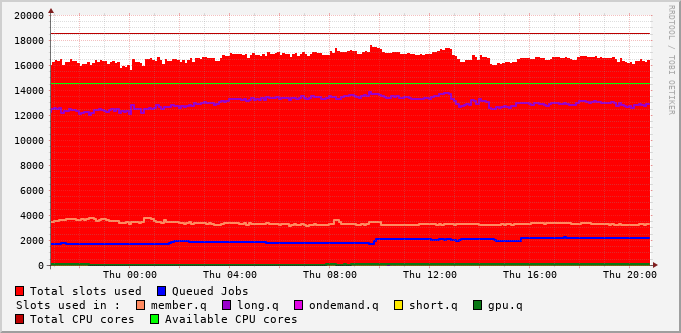 20000
18000
16000
14000
12000
10000
8000
6000
4000
2000
0
Thu 00:00 Thu 04:00 Thu 08:00 Thu 12:00 Thu 16:00 Thu 20:00
Total slots used Queued Jobs
Slots used in : member.q long.q ondemand.q short.q gpu.q
Total CPU cores Available CPU cores
RRDTOOL / TOBI OETIKER